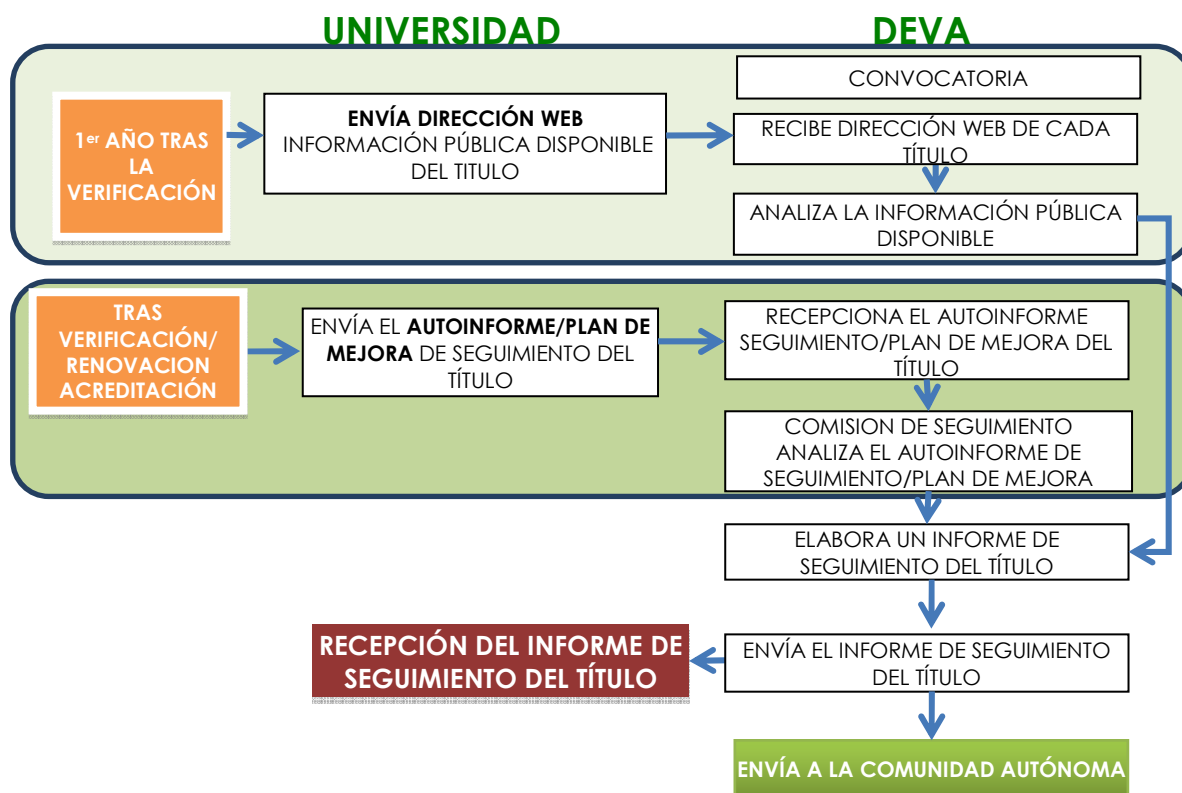 UNIVERSIDAD
DEVA
CONVOCATORIA
1er AÑO TRAS
LA
VERIFICACIÓN
ENVÍA DIRECCIÓN WEB
INFORMACIÓN PÚBLICA DISPONIBLE
DEL TITULO
RECIBE DIRECCIÓN WEB DE CADA
TÍTULO
ANALIZA LA INFORMACIÓN PÚBLICA
DISPONIBLE
TRAS
VERIFICACIÓN/
RENOVACION
ACREDITACIÓN
ENVÍA EL AUTOINFORME/PLAN DE
MEJORA DE SEGUIMIENTO DEL
TÍTULO
RECEPCIONA EL AUTOINFORME
SEGUIMIENTO/PLAN DE MEJORA DEL
TÍTULO
COMISION DE SEGUIMIENTO
ANALIZA EL AUTOINFORME DE
SEGUIMIENTO/PLAN DE MEJORA
ELABORA UN INFORME DE
SEGUIMIENTO DEL TÍTULO
RECEPCIÓN DEL INFORME DE
SEGUIMIENTO DEL TÍTULO
ENVÍA EL INFORME DE SEGUIMIENTO
DEL TÍTULO
ENVÍA A LA COMUNIDAD AUTÓNOMA